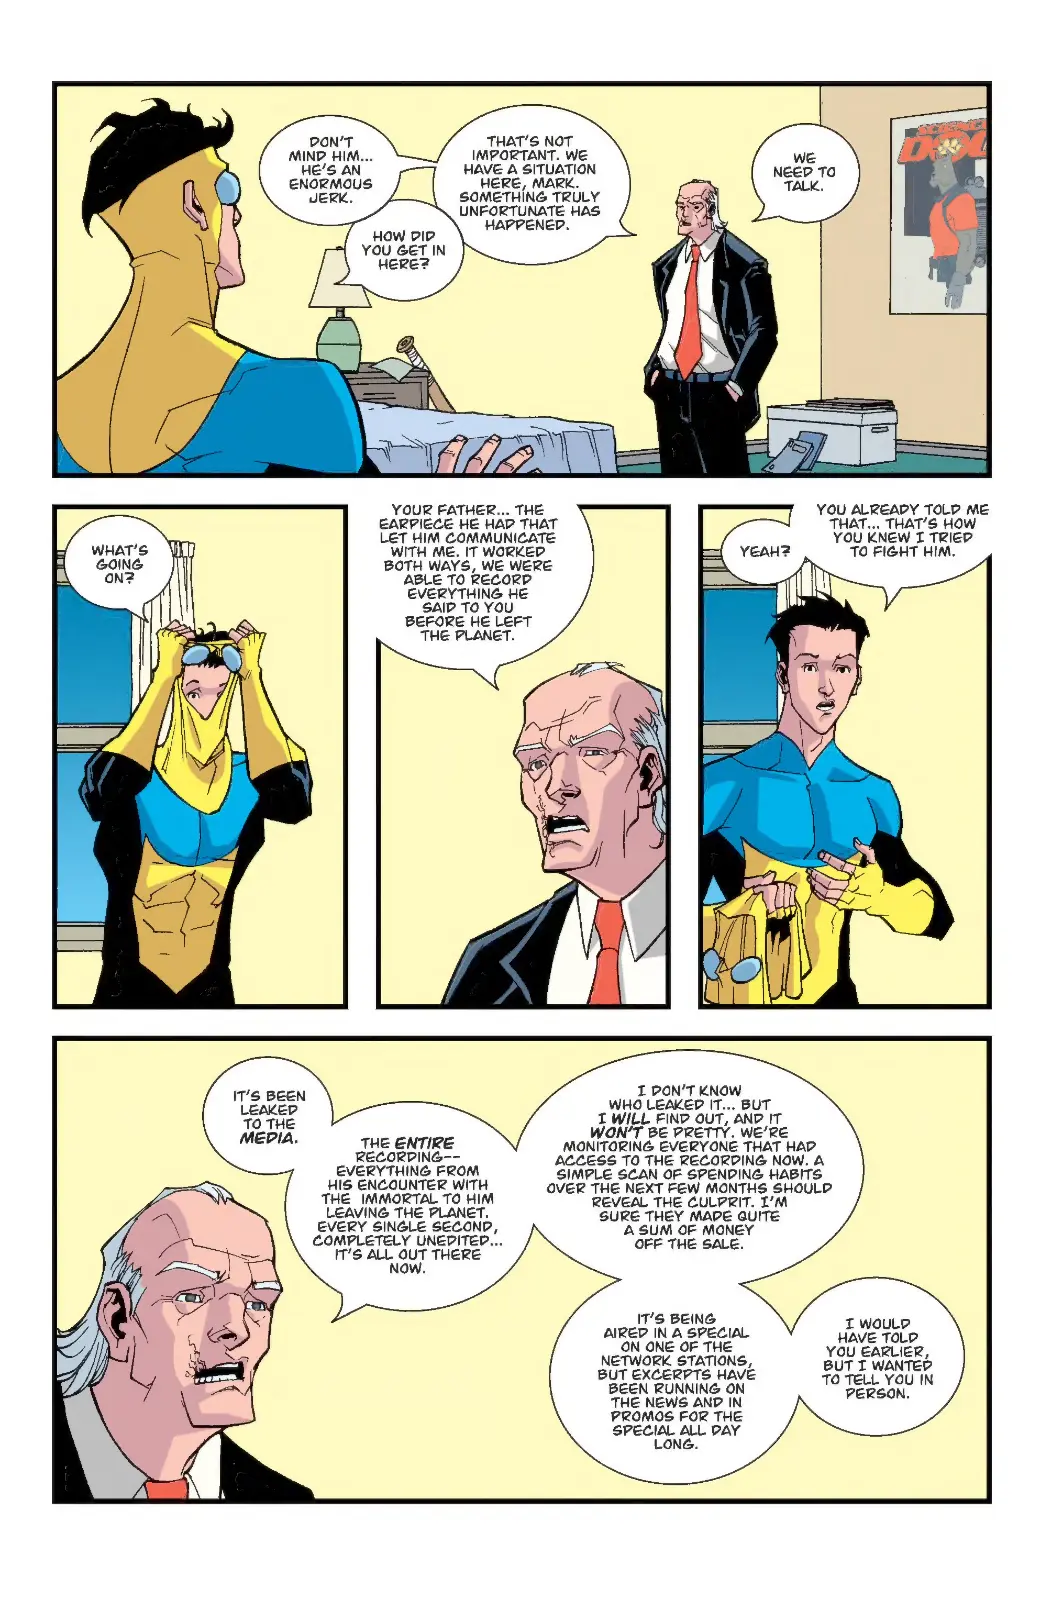 DON'T
MIND HIM...
HE'S AN
ENORMOUS
JERK.
HOW DID
YOU GET IN
HERE?
THAT'S NOT
IMPORTANT. WE
HAVE A SITUATION
HERE, MARK.
SOMETHING TRULY
UNFORTUNATE HAS
HAPPENED.
WE
NEED TO
TALK.
SCIENCE
DOG
WHAT'S
GOING
ON?
YOUR FATHER... THE
EARPIECE HE HAD THAT
LET HIM COMMUNICATE
WITH ME. IT WORKED
BOTH WAYS, WE WERE
ABLE TO RECORD
EVERYTHING HE
SAID TO YOU
BEFORE HE LEFT
THE PLANET.
YEAH?
YOU ALREADY TOLD ME
THAT... THAT'S HOW
YOU KNEW I TRIED
TO FIGHT HIM.
IT'S BEEN
LEAKED
TO THE
MEDIA.
THE ENTIRE
RECORDING--
EVERYTHING FROM
HIS ENCOUNTER WITH
THE IMMORTAL TO HIM
LEAVING THE PLANET.
EVERY SINGLE SECOND,
COMPLETELY UNEDITED...
IT'S ALL OUT THERE
NOW.
I DON'T KNOW
WHO LEAKED IT... BUT
I WILL FIND OUT, AND IT
WON'T BE PRETTY. WE'RE
MONITORING EVERYONE THAT HAD
ACCESS TO THE RECORDING NOW. A
SIMPLE SCAN OF SPENDING HABITS
OVER THE NEXT FEW MONTHS SHOULD
REVEAL THE CULPRIT. I'M
SURE THEY MADE QUITE
A SUM OF MONEY
OFF THE SALE.
IT'S BEING
AIRED IN A SPECIAL
ON ONE OF THE
NETWORK STATIONS,
BUT EXCERPTS HAVE
BEEN RUNNING ON
THE NEWS AND IN
PROMOS FOR THE
SPECIAL ALL DAY
LONG.
I WOULD
HAVE TOLD
YOU EARLIER,
BUT I WANTED
TO TELL YOU IN
PERSON.